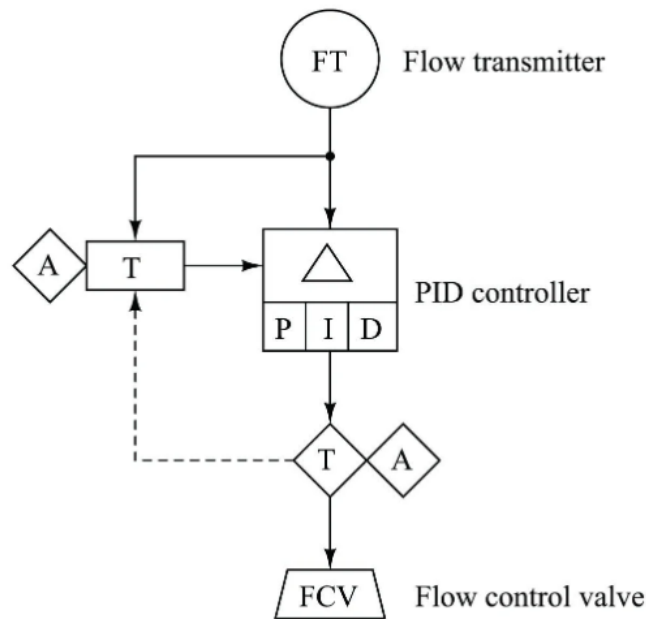 FT Flow transmitter
A T
PID controller
P I D
T A
FCV Flow control valve